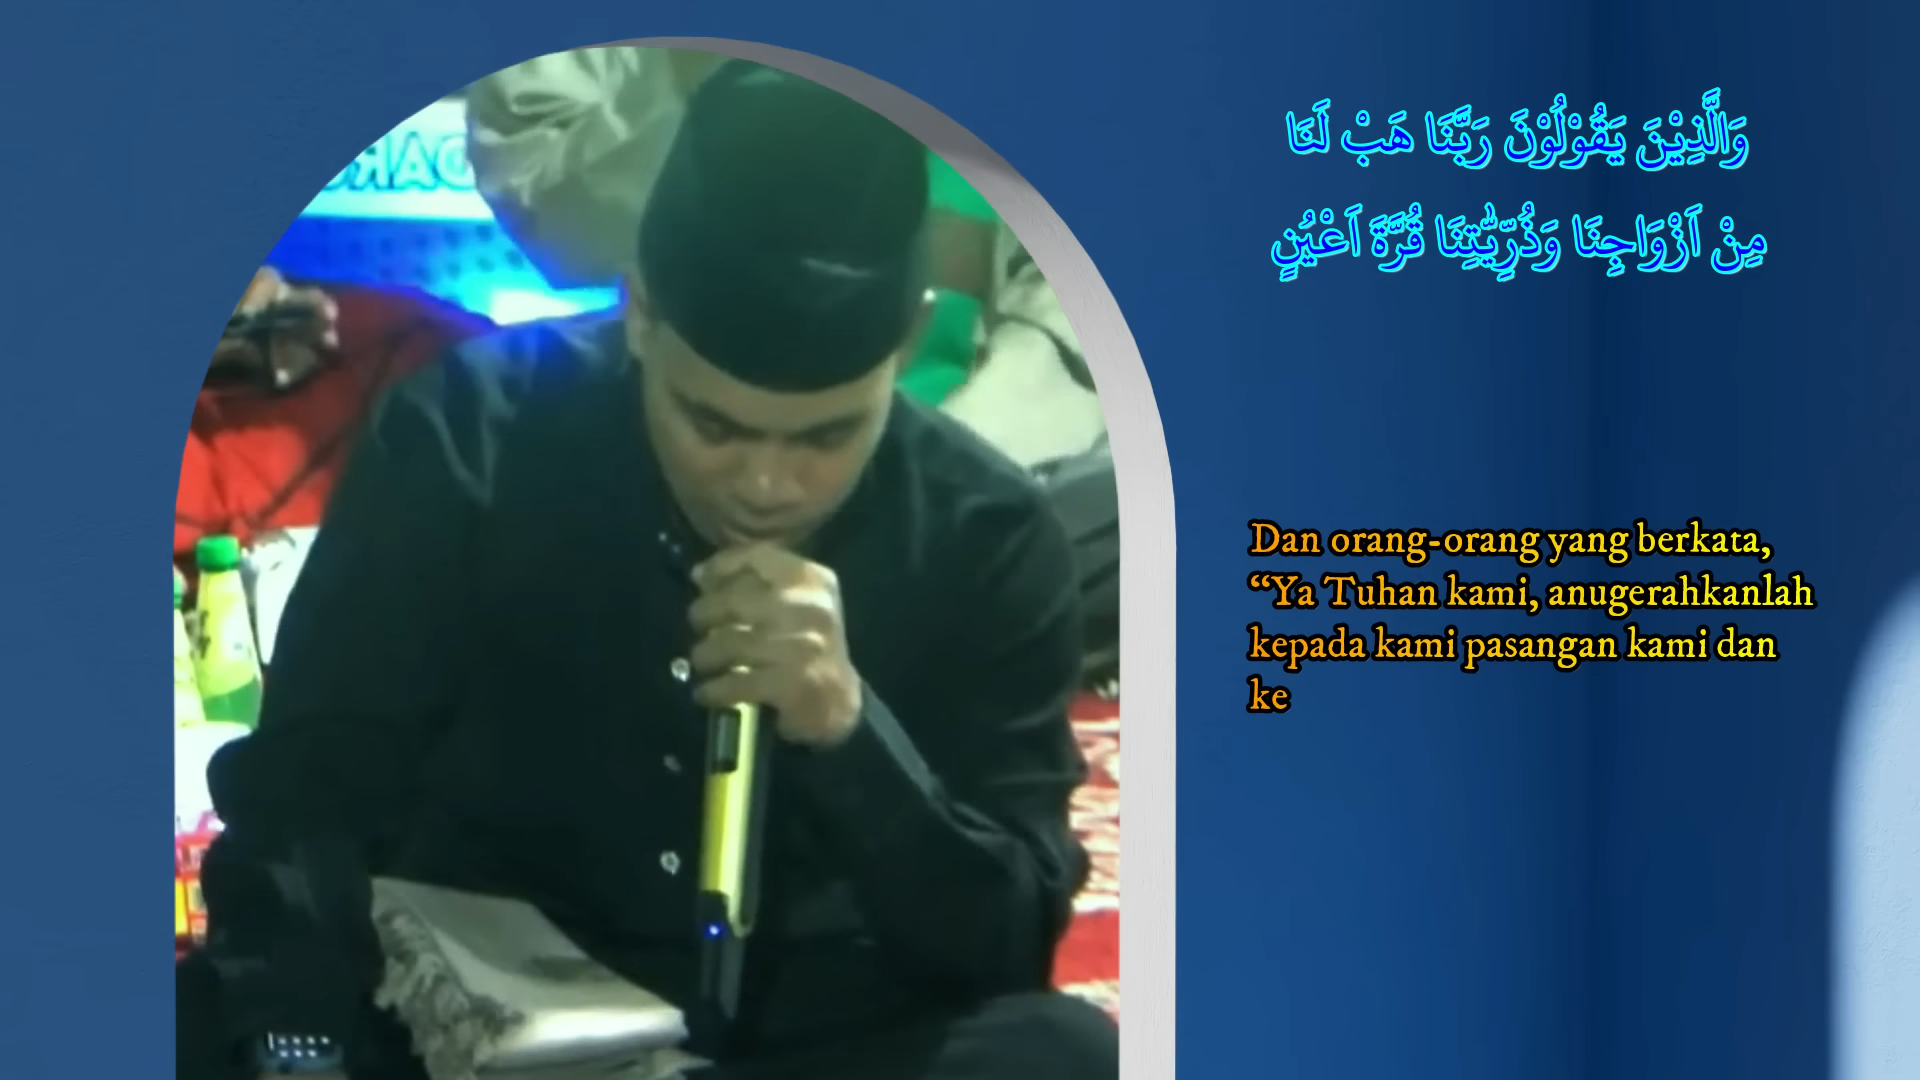 وَالَّذِيْنَ يَقُوْلُوْنَ رَبَّنَا هَبْ لَنَا
مِنْ اَزْوَاجِنَا وَذُرِّيّٰتِنَا قُرَّةَ اَعْيُنٍ
Dan orang-orang yang berkata,
“Ya Tuhan kami, anugerahkanlah
kepada kami pasangan kami dan
ke